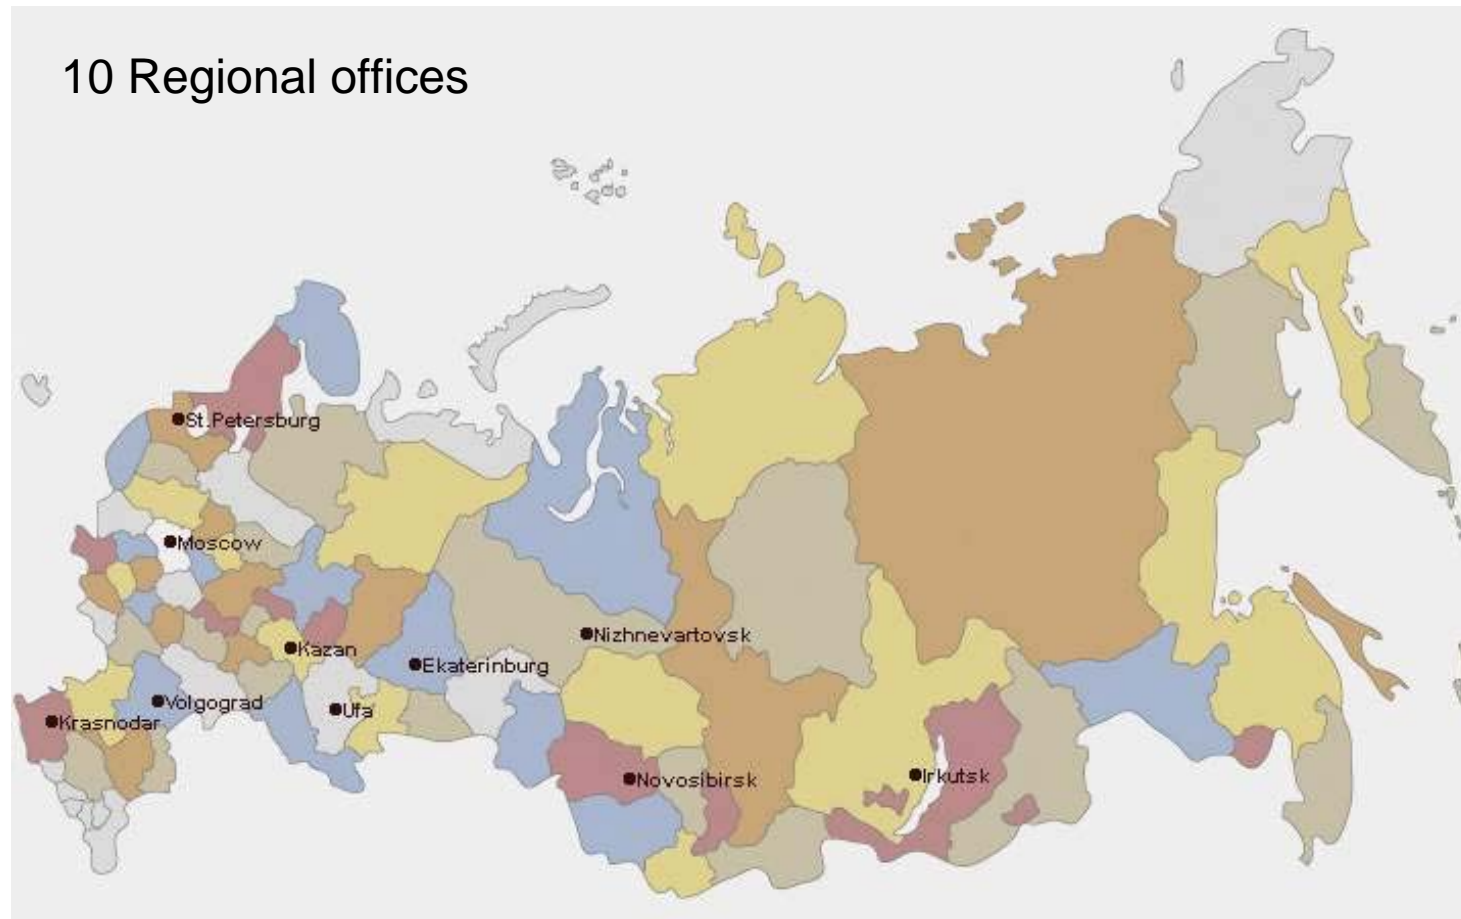 10 Regional offices
St.Petersburg
Moscow
Nizhnevartovsk
Kazan
Ekaterinburg
Volgograd
Ufa
Krasnodar
Novosibirsk
Irkutsk